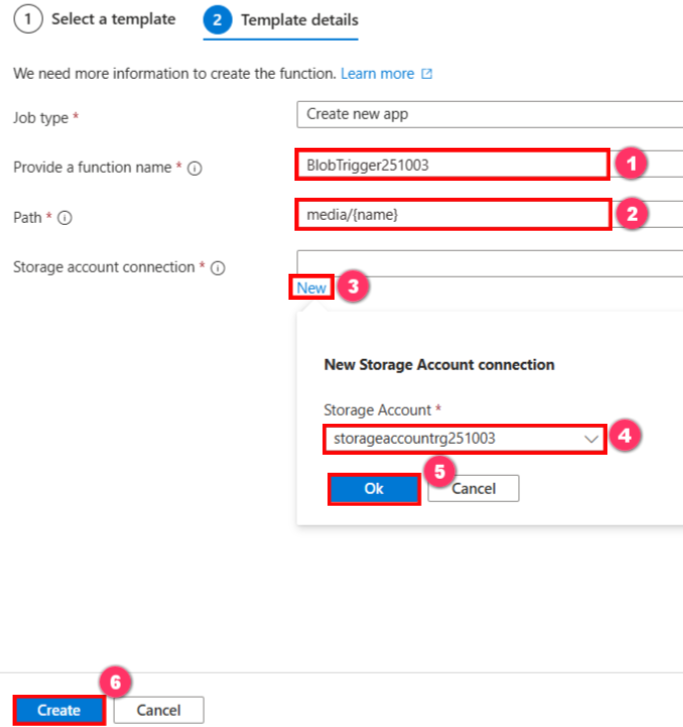 1 Select a template 2 Template details
We need more information to create the function. Learn more
Job type * Create new app
Provide a function name * BlobTrigger251003 1
Path * media/{name} 2
Storage account connection *
New 3
New Storage Account connection
Storage Account *
storageaccountrg251003 4
5
Ok Cancel
6
Create Cancel